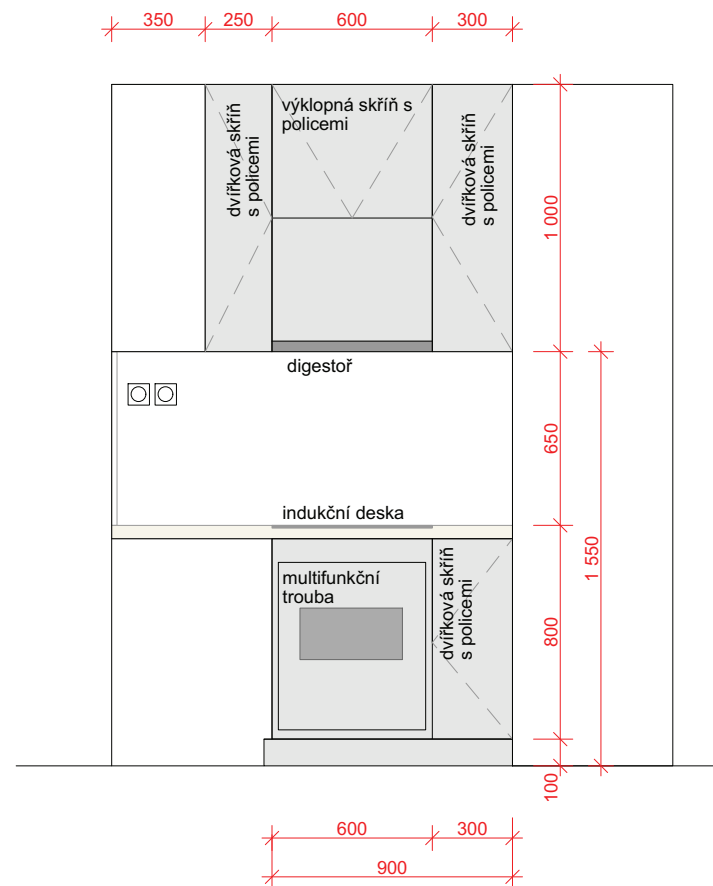 350
250
600
300
výklopná skříň s
policemi
dvířková skříň
s policemi
dvířková skříň
s policemi
1 000
digestoř
650
indukční deska
1 550
multifunkční
trouba
dvířková skříň
s policemi
800
100
600
300
900